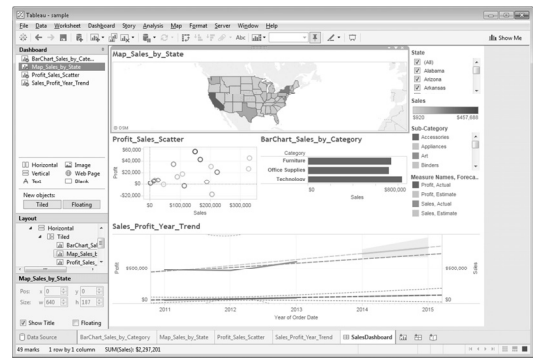 Tableau - sample
File Data Worksheet Dashboard Story Analysis Map Format Server Window Help
Abc
Show Me
Dashboard
BarChart_Sales_by_Cate...
Map_Sales_by_State
Profit_Sales_Scatter
Sales_Profit_Year_Trend
Horizontal Image
Vertical Web Page
Text Blank
New objects:
Tiled Floating
Layout
Horizontal
Tiled
BarChart_Sal
Map_Sales_t
Profit_Sales_
Map_Sales_by_State
Pos: x 0 y 0
Size: w 640 h 137
Show Title Floating
Map_Sales_by_State
© OSM
Profit_Sales_Scatter
$60,000
$40,000
$20,000
$0
-$20,000
Profit
$0 $100,000 $200,000 $300,000
Sales
BarChart_Sales_by_Category
Category
Furniture
Office Supplies
Technology
$0 $800,000
Sales
Sales_Profit_Year_Trend
Profit
$500,000
$0
$500,000
$0
Sales
2011 2012 2013 2014 2015
Year of Order Date
State
(All)
Alabama
Arizona
Arkansas
Sales
$920 $457,688
Sub-Category
Accessories
Appliances
Art
Binders
Measure Names, Foreca..
Profit, Actual
Profit, Estimate
Sales, Actual
Sales, Estimate
Data Source BarChart_Sales_by_Category Map_Sales_by_State Profit_Sales_Scatter Sales_Profit_Year_Trend SalesDashboard
49 marks 1 row by 1 column SUM(Sales): $2,297,201